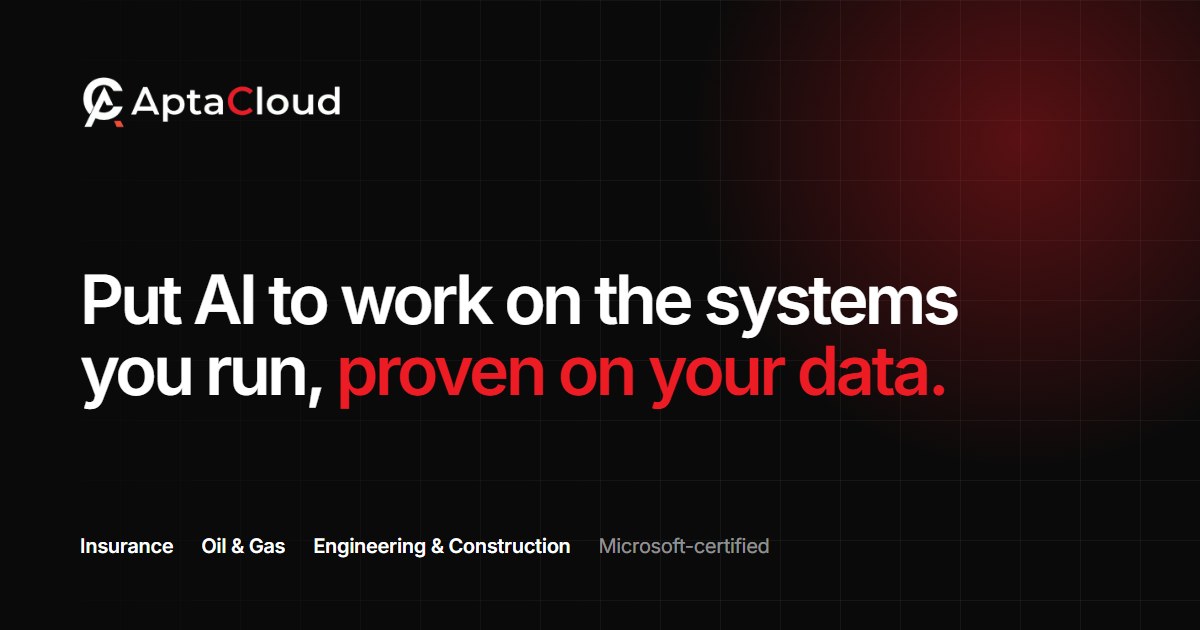 AptaCloud
Put AI to work on the systems
you run, proven on your data.
Insurance Oil & Gas Engineering & Construction Microsoft-certified